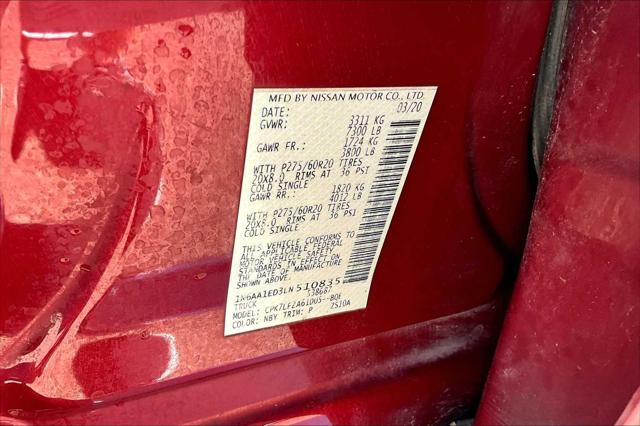 MFD BY NISSAN MOTOR CO., LTD.
DATE: 03/20
GVWR: 3311 KG
7300 LB
GAWR FR.: 1724 KG
3800 LB
WITH P275/60R20 TIRES
20X8.0 RIMS AT 36 PSI
COLD SINGLE
GAWR RR.: 1820 KG
4012 LB
WITH P275/60R20 TIRES
20X8.0 RIMS AT 36 PSI
COLD SINGLE
THIS VEHICLE CONFORMS TO
ALL APPLICABLE FEDERAL
MOTOR VEHICLE SAFETY
STANDARDS IN EFFECT ON
THE DATE OF MANUFACTURE
SHOWN ABOVE
1N6AA1ED3LN510835
TRUCK 538687
MODEL: CPK7LF2A61DU5--BOE
COLOR: NBY TRIM: P 2510A